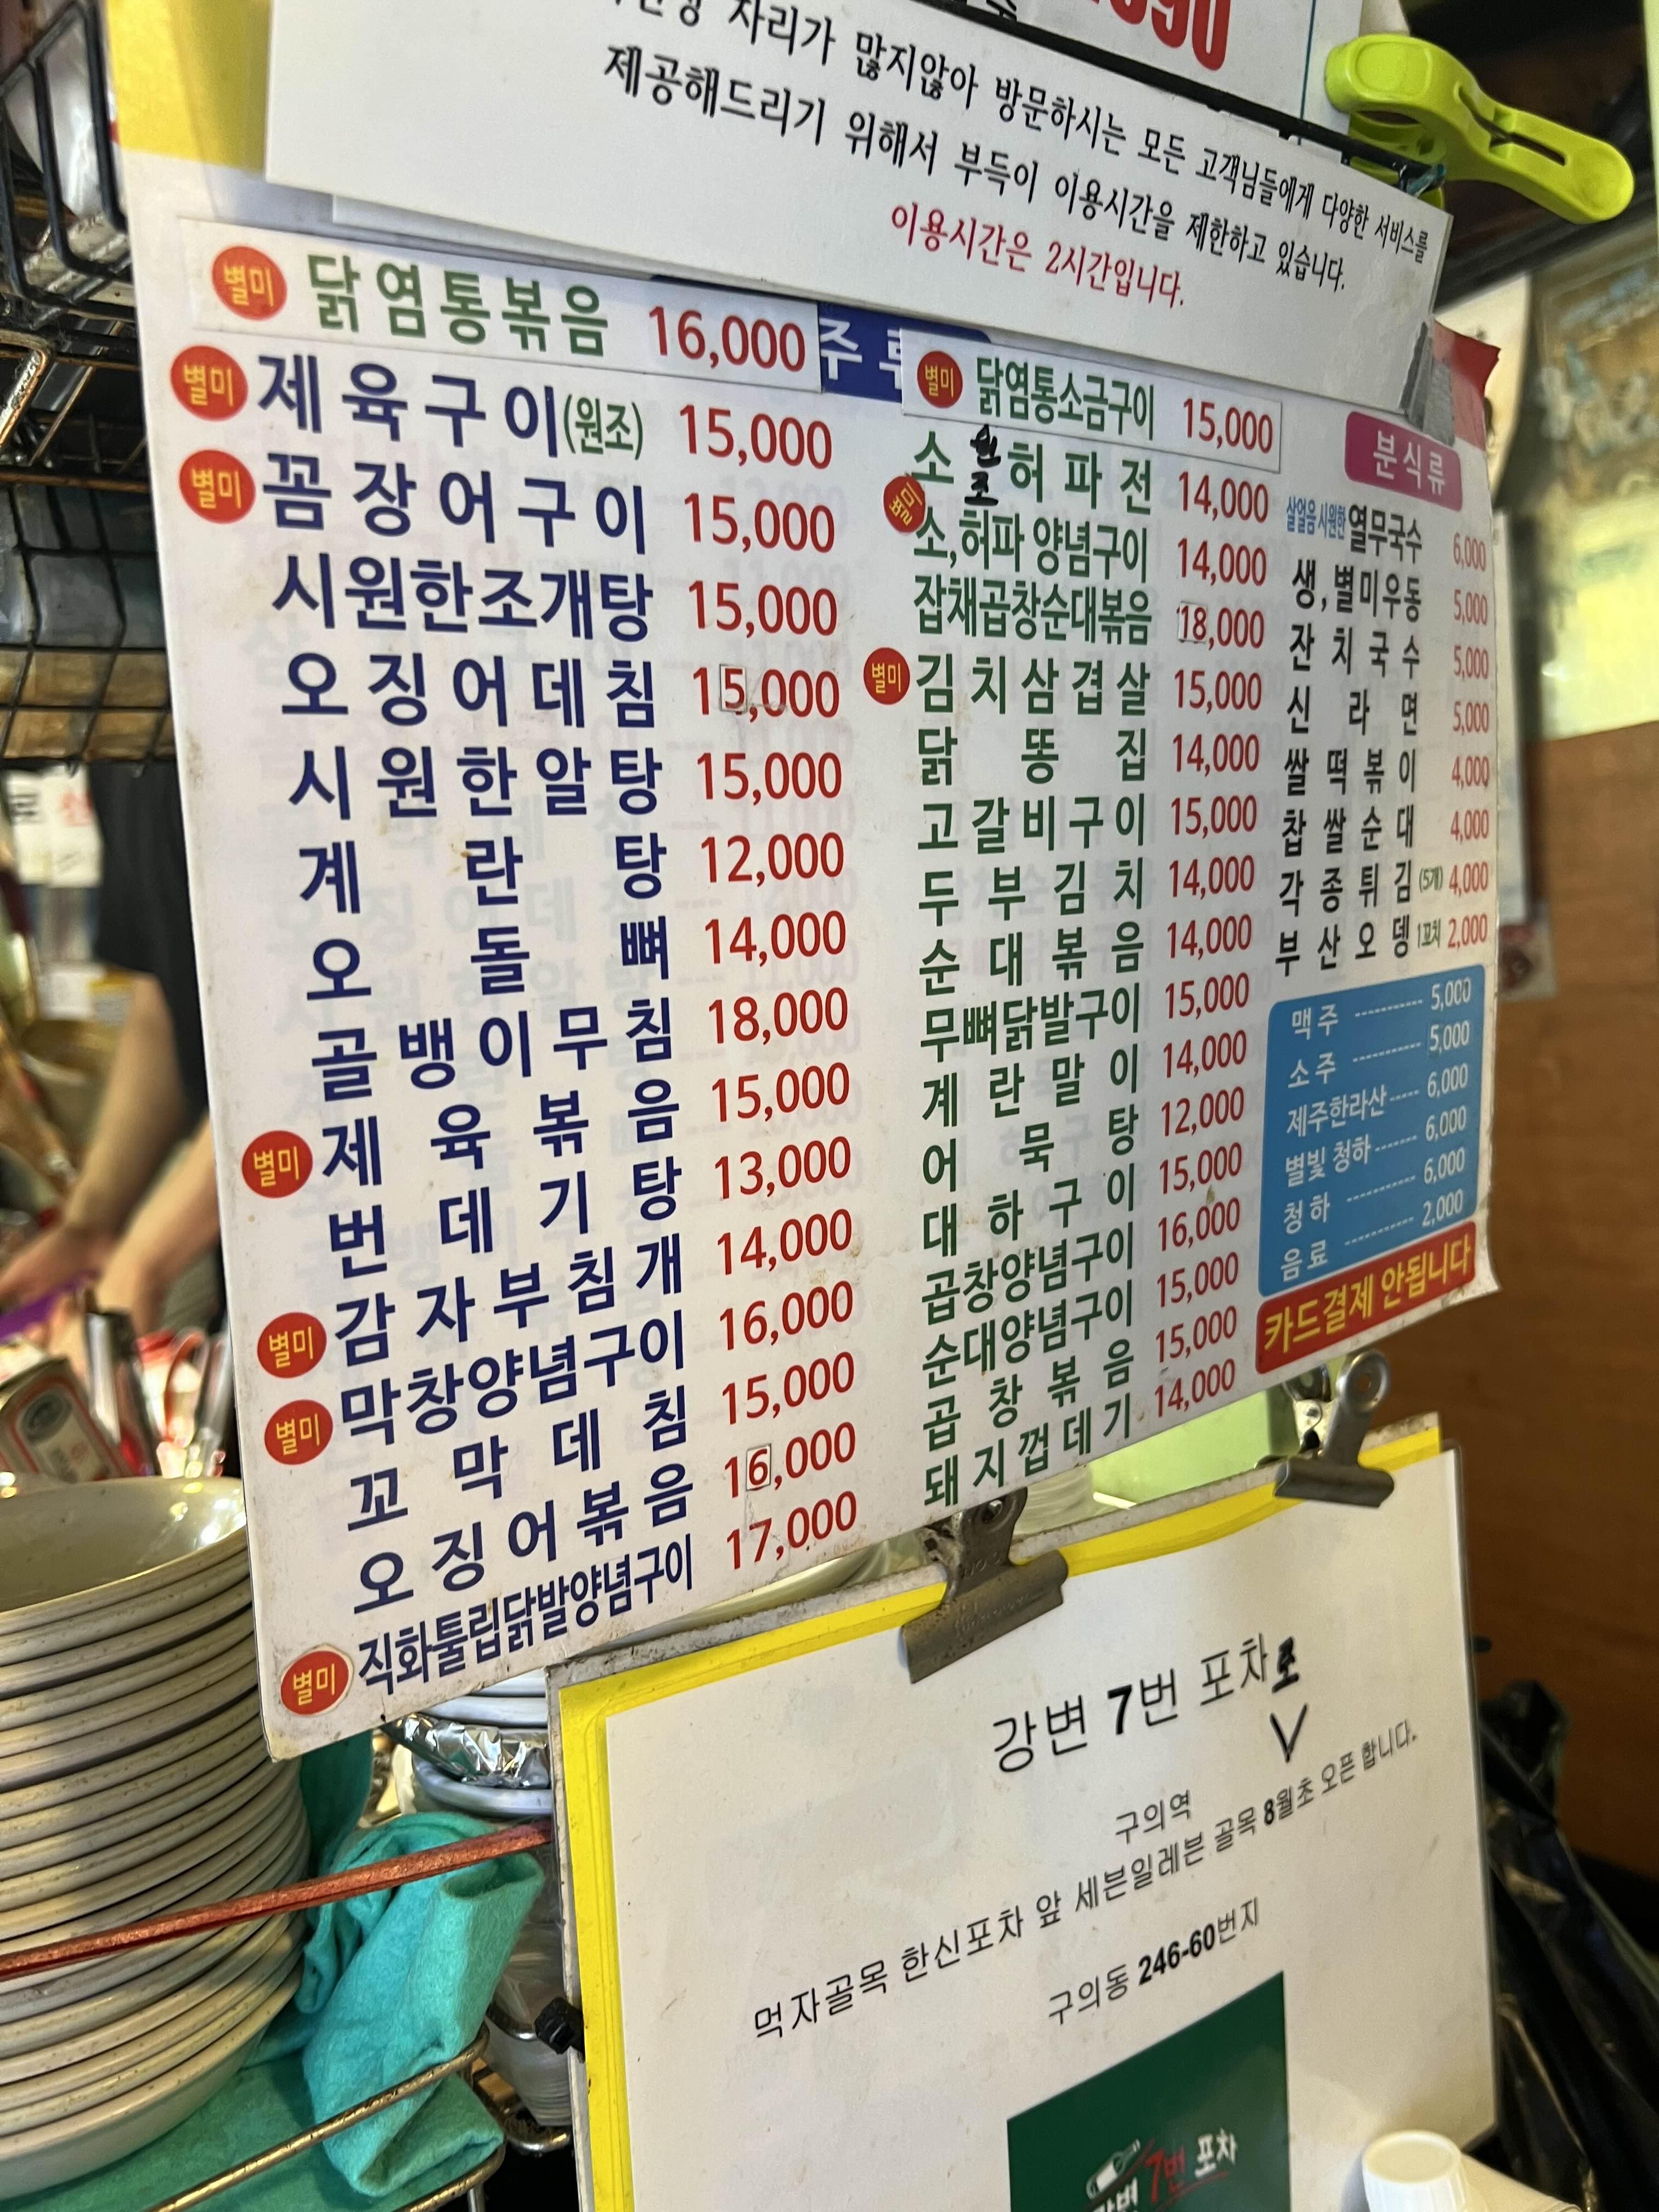 자리가 많지않아 방문하시는 모든 고객님들에게 다양한 서비스를
제공해드리기 위해서 부득이 이용시간을 제한하고 있습니다.
이용시간은 2시간입니다.
별미 닭염통볶음 16,000
별미 제육구이(원조) 15,000
별미 꼼장어구이 15,000
시원한조개탕 15,000
오징어데침 15,000
시원한알탕 15,000
계란탕 12,000
오돌뼈 14,000
골뱅이무침 18,000
별미 제육볶음 15,000
번데기탕 13,000
별미 감자부침개 14,000
별미 막창양념구이 16,000
꼬막데침 15,000
오징어볶음 16,000
별미 직화툴립닭발양념구이 17,000
별미 닭염통소금구이 15,000
소 원조 허파전 14,000
별미 소,허파 양념구이 14,000
잡채곱창순대볶음 18,000
별미 김치삼겹살 15,000
닭똥집 14,000
고갈비구이 15,000
두부김치 14,000
순대볶음 14,000
무뼈닭발구이 15,000
계란말이 14,000
어묵탕 12,000
대하구이 15,000
곱창양념구이 16,000
순대양념구이 15,000
곱창볶음 15,000
돼지껍데기 14,000
분식류
살얼음 시원한 열무국수 6,000
생,별미우동 5,000
잔치국수 5,000
신라면 5,000
쌀떡볶이 4,000
찹쌀순대 4,000
각종튀김 (5개) 4,000
부산오뎅 1꼬치 2,000
맥주 -------- 5,000
소주 -------- 5,000
제주한라산 ----- 6,000
별빛 청하 ------ 6,000
청하 -------- 6,000
음료 -------- 2,000
카드결제 안됩니다
강변 7번 포차
구의역
먹자골목 한신포차 앞 세븐일레븐 골목 8월초 오픈 합니다.
구의동 246-60번지
강변 7번 포차